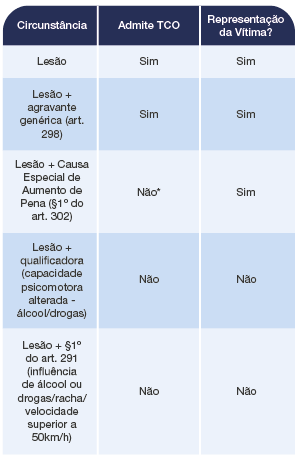 Circunstância
Admite TCO
Representação
da Vítima?
Lesão
Sim
Sim
Lesão +
agravante
genérica (art.
298)
Sim
Sim
Lesão + Causa
Especial de
Aumento de
Pena (§1º do
art. 302)
Não*
Sim
Lesão +
qualificadora
(capacidade
psicomotora
alterada -
álcool/drogas)
Não
Não
Lesão + §1º
do art. 291
(influência
de álcool ou
drogas/racha/
velocidade
superior a
50km/h)
Não
Não